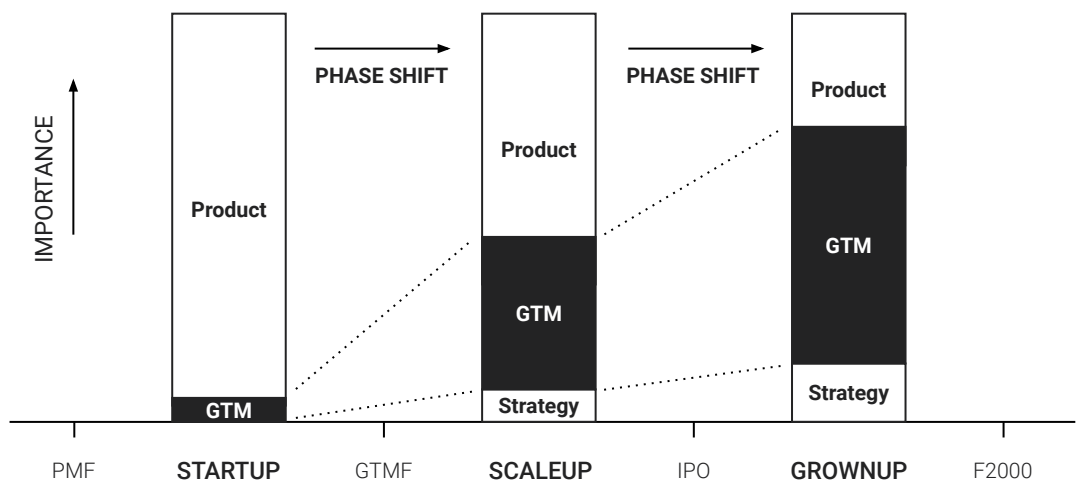 PHASE SHIFT
PHASE SHIFT
IMPORTANCE
Product
GTM
Product
GTM
Strategy
Product
GTM
Strategy
PMF
STARTUP
GTMF
SCALEUP
IPO
GROWNUP
F2000